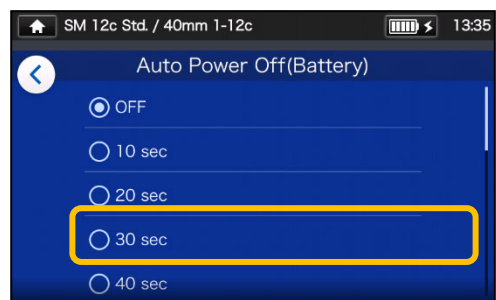 SM 12c Std. / 40mm 1-12c 13:35
Auto Power Off(Battery)
OFF
10 sec
20 sec
30 sec
40 sec